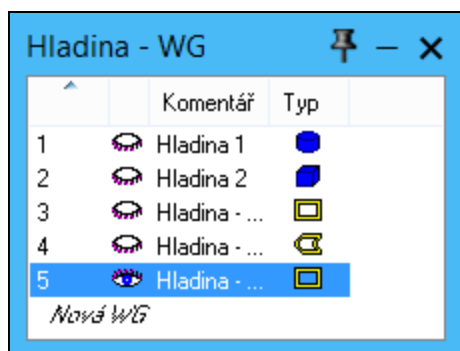 Hladina - WG
Komentář Typ
1 Hladina 1
2 Hladina 2
3 Hladina - ...
4 Hladina - ...
5 Hladina - ...
Nová WG